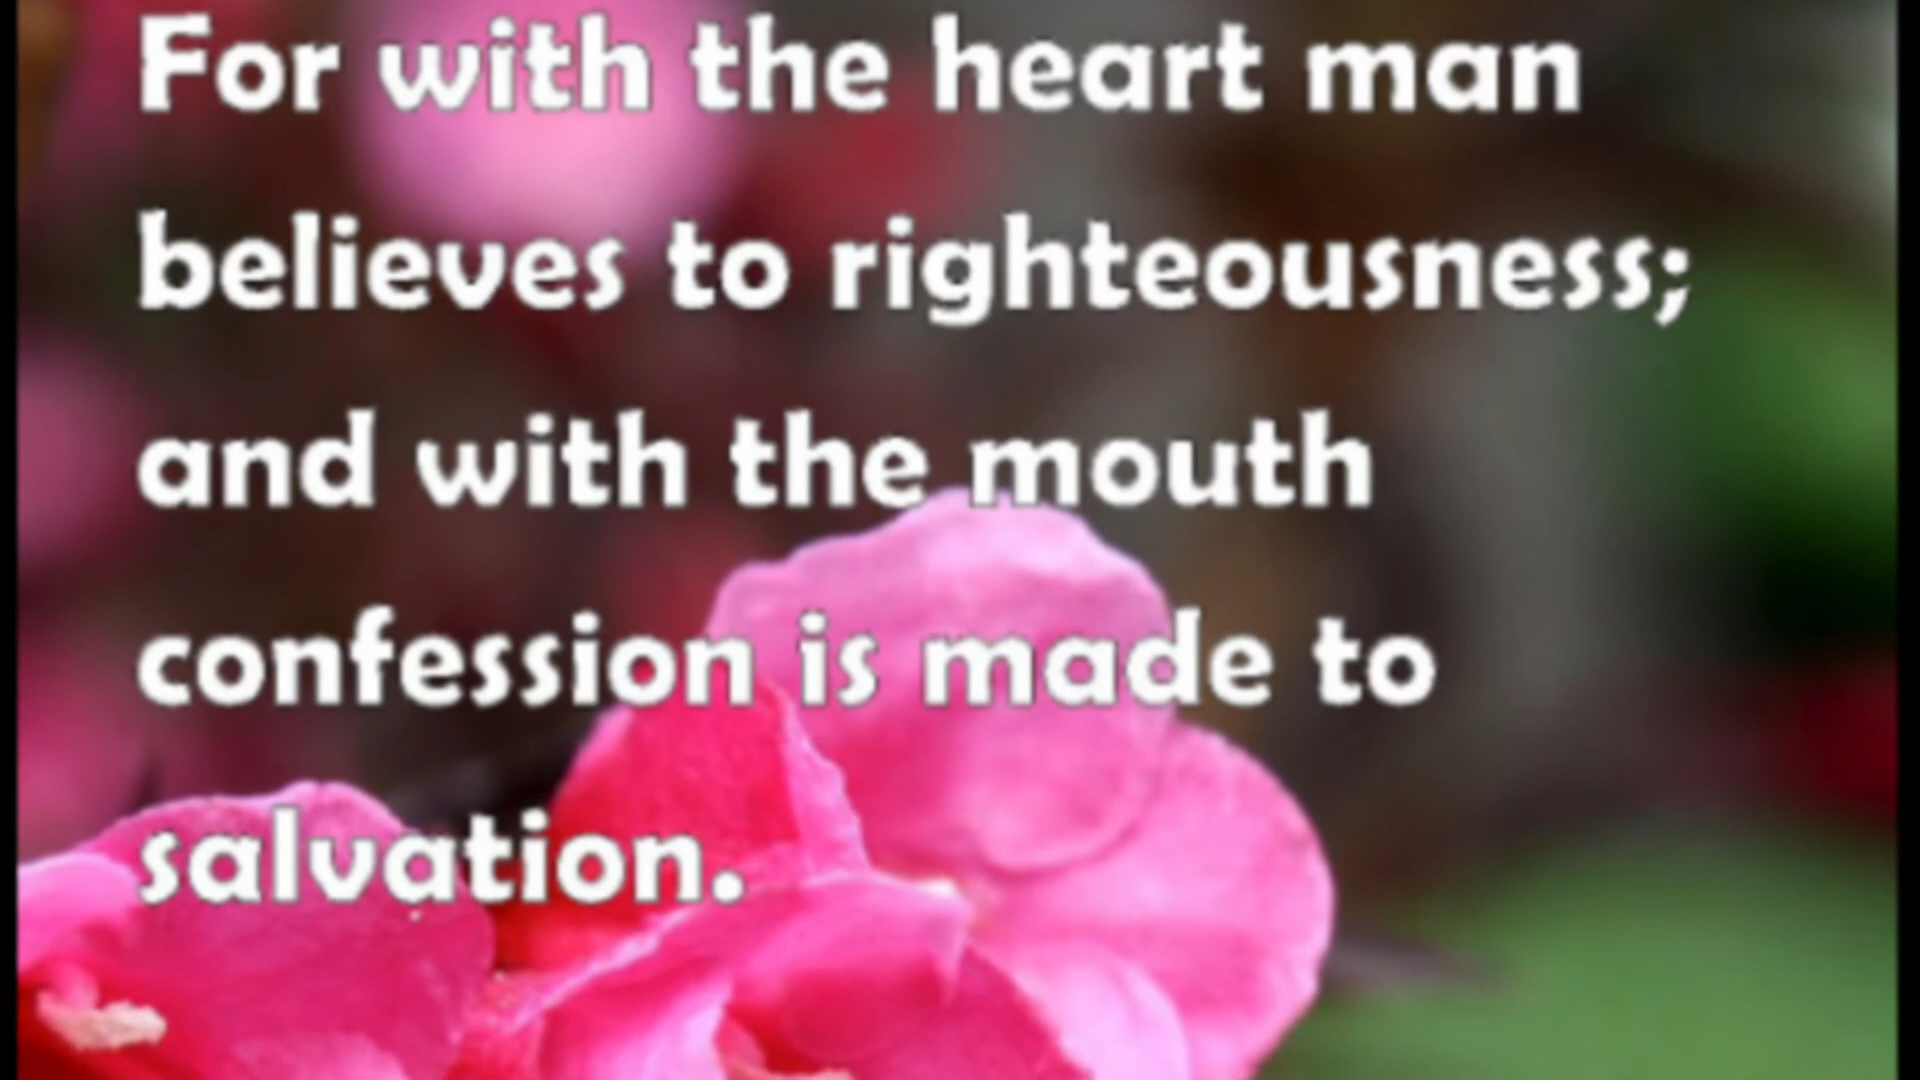 For with the heart man
believes to righteousness;
and with the mouth
confession is made to
salvation.